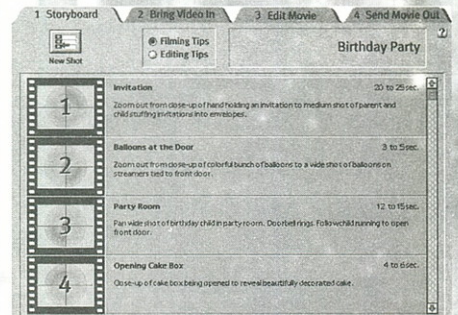 1 Storyboard 2 Bring Video In 3 Edit Movie 4 Send Movie Out
?
New Shot
Filming Tips
Editing Tips
Birthday Party
1
Invitation 20 to 25 sec.
Zoom out from close-up of hand holding an invitation to medium shot of parent and
child stuffing invitations into envelopes.
2
Balloons at the Door 3 to 5 sec.
Zoom out from close-up of colorful bunch of balloons to a wide shot of balloons on
streamers tied to front door.
3
Party Room 12 to 15 sec.
Pan wide shot of birthday child in party room. Doorbell rings. Follow child running to open
front door.
4
Opening Cake Box 4 to 6 sec.
Close-up of cake box being opened to reveal beautifully decorated cake.